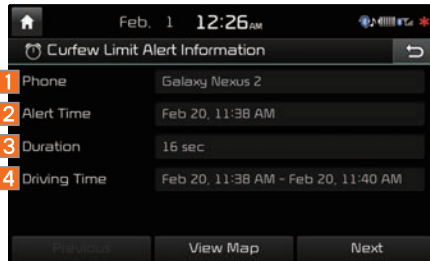 Feb. 1 12:26 AM
Curfew Limit Alert Information
1 Phone Galaxy Nexus 2
2 Alert Time Feb 20, 11:38 AM
3 Duration 16 sec
4 Driving Time Feb 20, 11:38 AM - Feb 20, 11:40 AM
Previous View Map Next